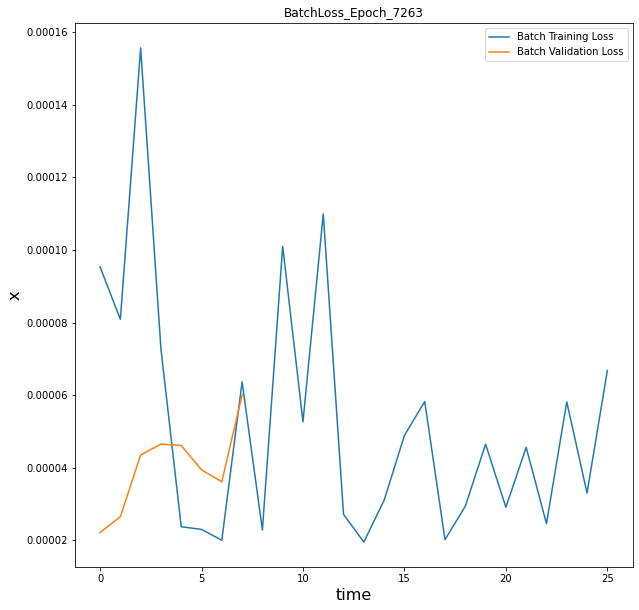 BatchLoss_Epoch_7263
Batch Training Loss
Batch Validation Loss
0.00016
0.00014
0.00012
0.00010
0.00008
0.00006
0.00004
0.00002
x
0 5 10 15 20 25
time